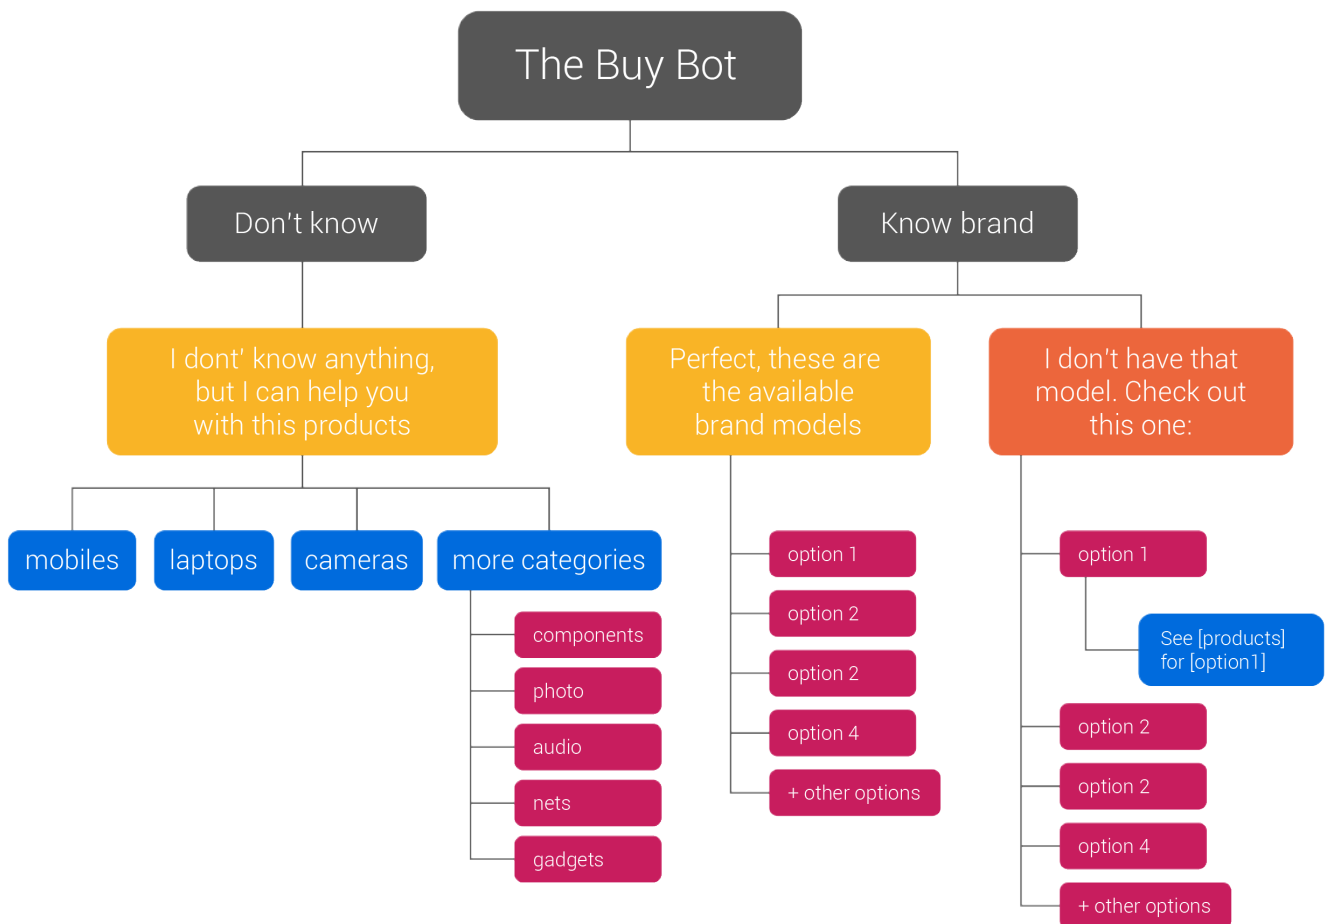 The Buy Bot
Don't know
Know brand
I dont' know anything,
but I can help you
with this products
Perfect, these are
the available
brand models
I don't have that
model. Check out
this one:
mobiles
laptops
cameras
more categories
components
photo
audio
nets
gadgets
option 1
option 2
option 2
option 4
+ other options
option 1
See [products]
for [option1]
option 2
option 2
option 4
+ other options